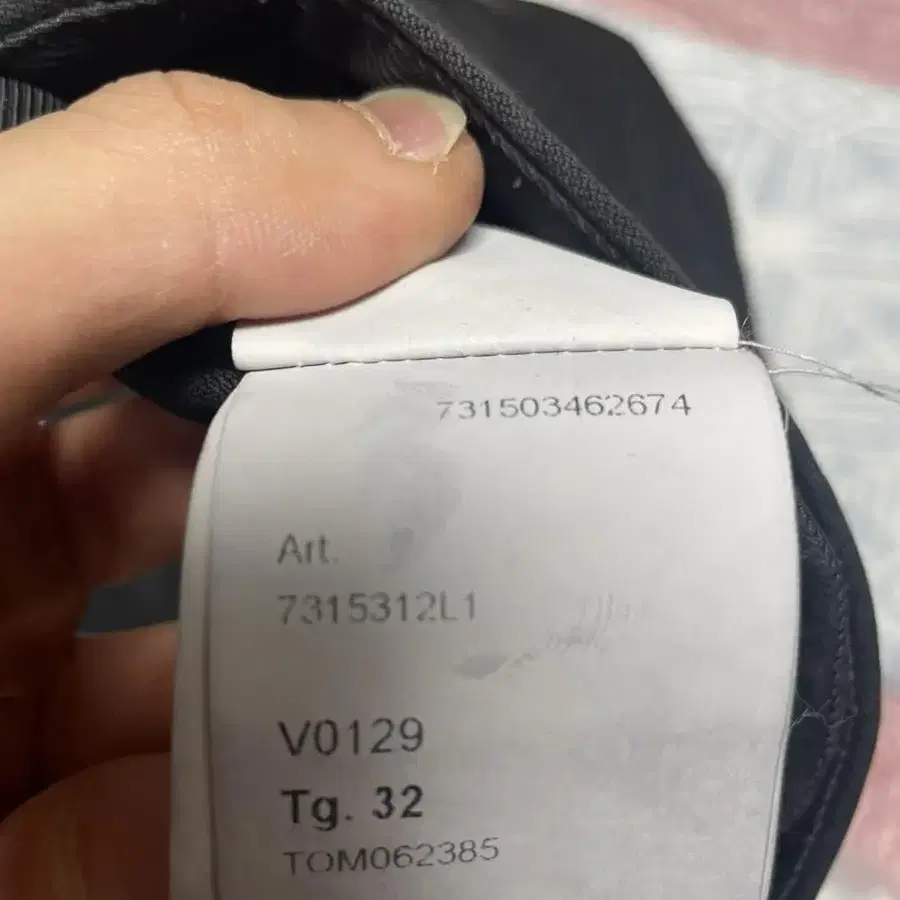 731503462674
Art.
7315312L1
V0129
Tg. 32
TOM062385